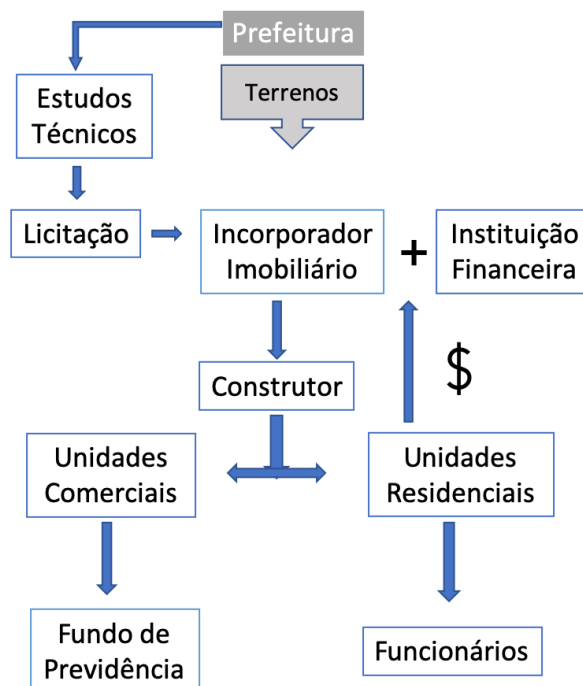 Prefeitura
Terrenos
Estudos
Técnicos
Licitação
Incorporador
Imobiliário
+
Instituição
Financeira
$
Construtor
Unidades
Comerciais
Unidades
Residenciais
Fundo de
Previdência
Funcionários